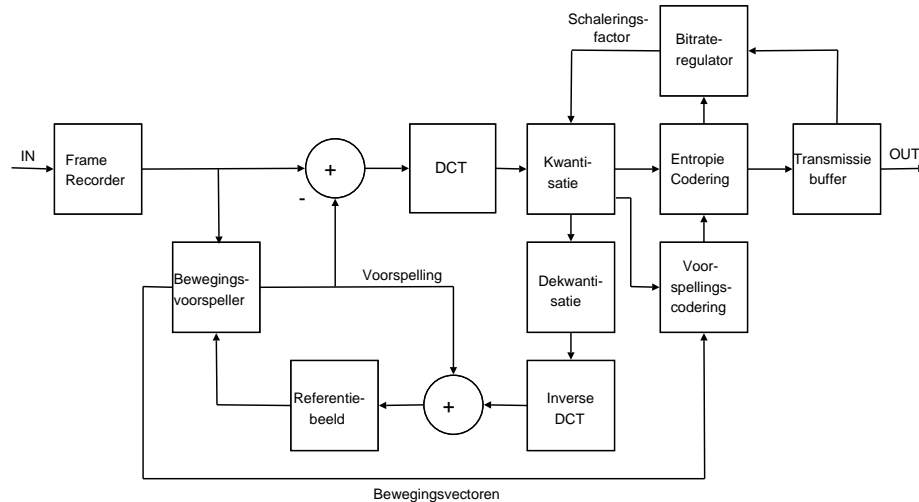 Schalerings-
factor
Bitrate-
regulator
IN
Frame
Recorder
+
-
DCT
Kwanti-
satie
Entropie
Codering
Transmissie
buffer
OUT
Bewegings-
voorspeller
Voorspelling
Dekwanti-
satie
Voor-
spellings-
codering
Referentie-
beeld
+
Inverse
DCT
Bewegingsvectoren